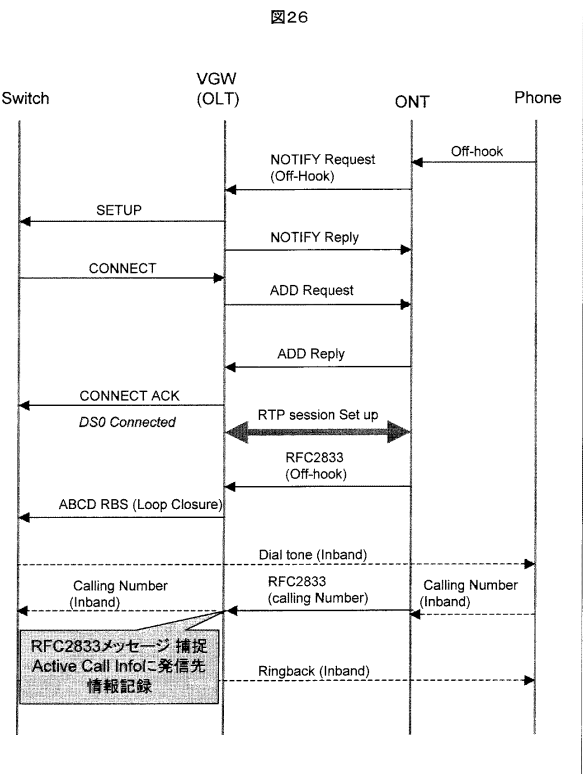 図26
Switch
VGW
(OLT)
ONT
Phone
Off-hook
NOTIFY Request
(Off-Hook)
SETUP
NOTIFY Reply
CONNECT
ADD Request
ADD Reply
CONNECT ACK
DS0 Connected
RTP session Set up
RFC2833
(Off-hook)
ABCD RBS (Loop Closure)
Dial tone (Inband)
Calling Number
(Inband)
RFC2833
(calling Number)
Calling Number
(Inband)
RFC2833メッセージ 捕捉
Active Call Infoに発信先
情報記録
Ringback (Inband)